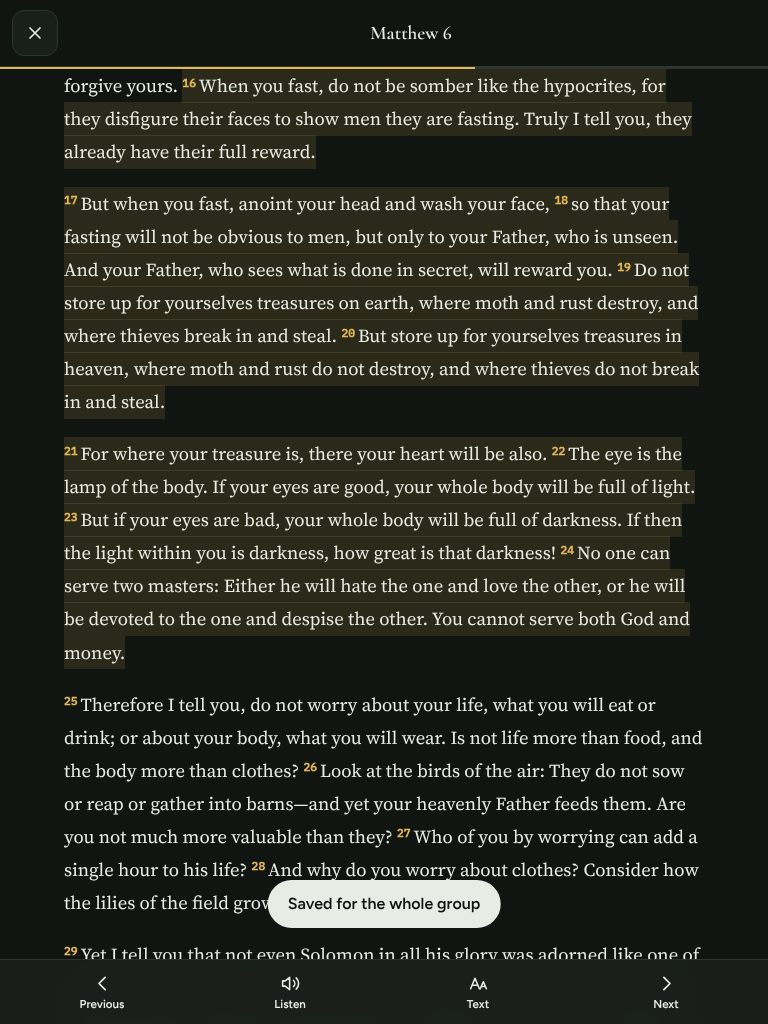 Matthew 6
forgive yours. 16 When you fast, do not be somber like the hypocrites, for
they disfigure their faces to show men they are fasting. Truly I tell you, they
already have their full reward.
17 But when you fast, anoint your head and wash your face, 18 so that your
fasting will not be obvious to men, but only to your Father, who is unseen.
And your Father, who sees what is done in secret, will reward you. 19 Do not
store up for yourselves treasures on earth, where moth and rust destroy, and
where thieves break in and steal. 20 But store up for yourselves treasures in
heaven, where moth and rust do not destroy, and where thieves do not break
in and steal.
21 For where your treasure is, there your heart will be also. 22 The eye is the
lamp of the body. If your eyes are good, your whole body will be full of light.
23 But if your eyes are bad, your whole body will be full of darkness. If then
the light within you is darkness, how great is that darkness! 24 No one can
serve two masters: Either he will hate the one and love the other, or he will
be devoted to the one and despise the other. You cannot serve both God and
money.
25 Therefore I tell you, do not worry about your life, what you will eat or
drink; or about your body, what you will wear. Is not life more than food, and
the body more than clothes? 26 Look at the birds of the air: They do not sow
or reap or gather into barns—and yet your heavenly Father feeds them. Are
you not much more valuable than they? 27 Who of you by worrying can add a
single hour to his life? 28 And why do you worry about clothes? Consider how
the lilies of the field
Saved for the whole group
29 Yet I tell you that not even Solomon in all his glory was adorned like one of
Previous
Listen
Text
Next